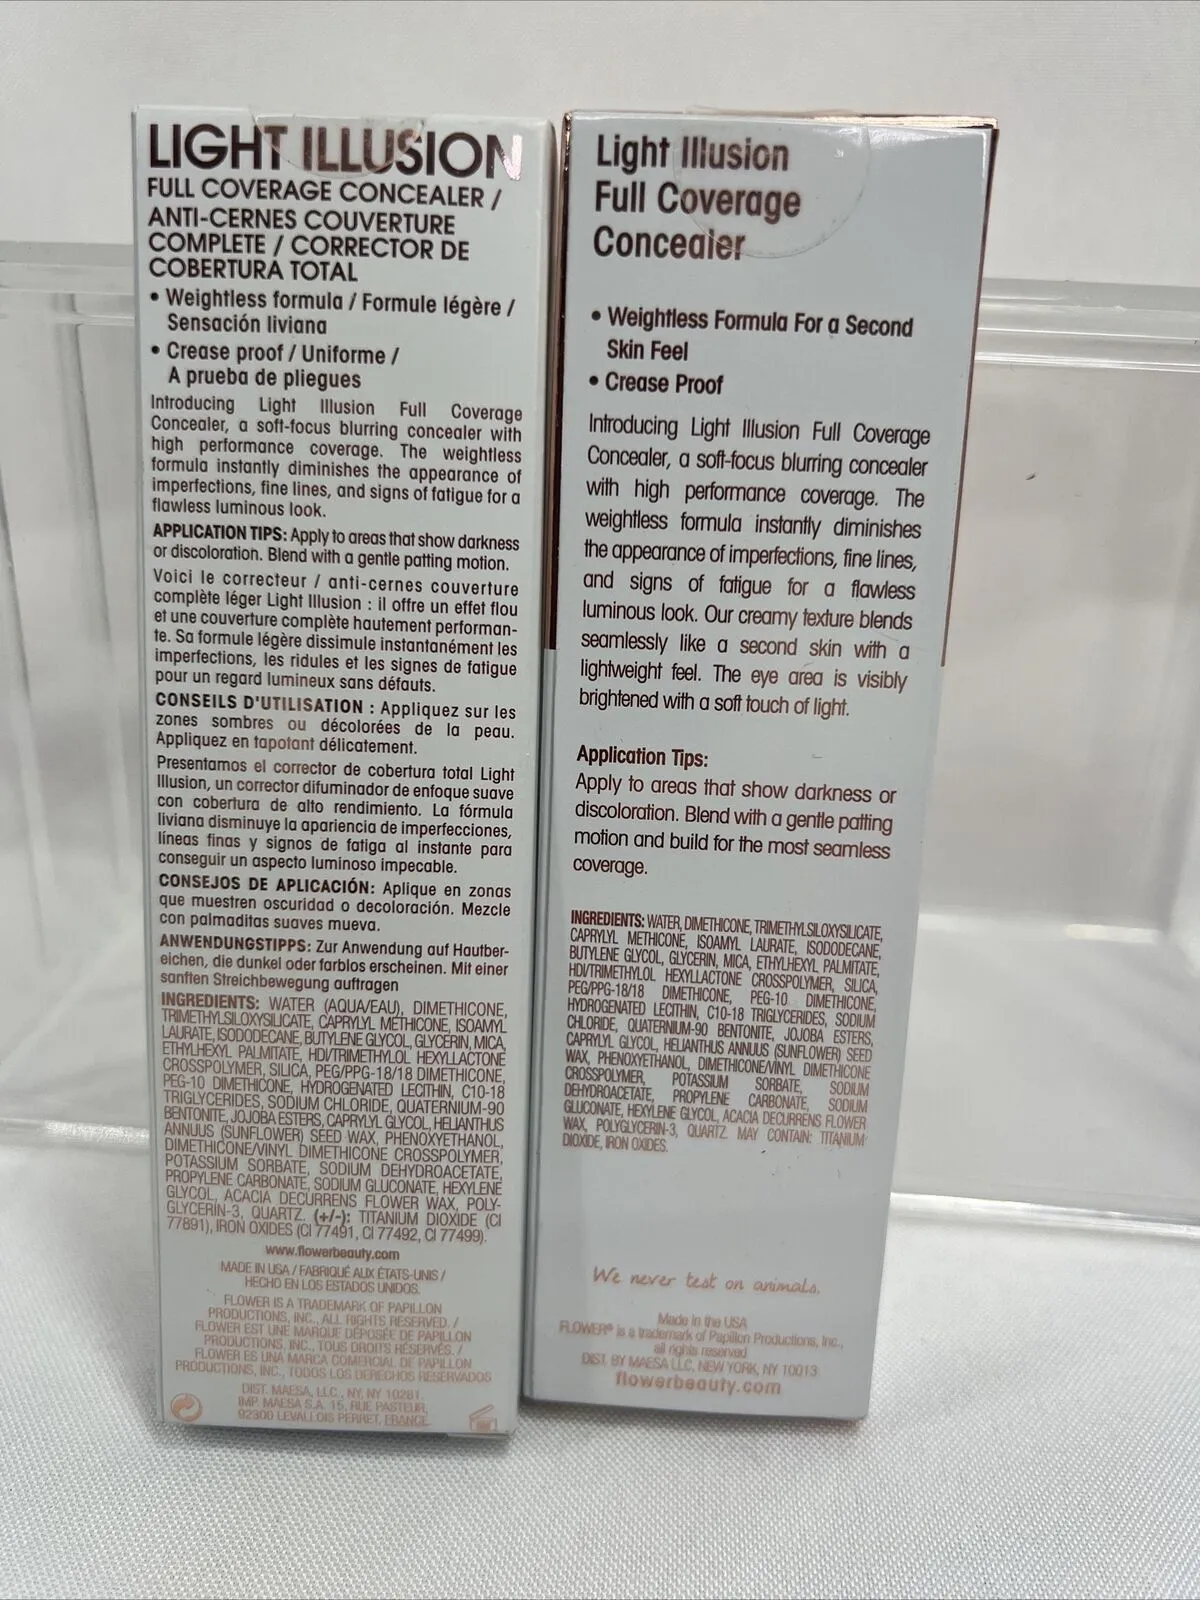 LIGHT ILLUSION
FULL COVERAGE CONCEALER /
ANTI-CERNES COUVERTURE
COMPLETE / CORRECTOR DE
COBERTURA TOTAL
• Weightless formula / Formule légère /
Sensación liviana
• Crease proof / Uniforme /
A prueba de pliegues
Introducing Light Illusion Full Coverage
Concealer, a soft-focus blurring concealer with
high performance coverage. The weightless
formula instantly diminishes the appearance of
imperfections, fine lines, and signs of fatigue for a
flawless luminous look.
APPLICATION TIPS: Apply to areas that show darkness
or discoloration. Blend with a gentle patting motion.
Voici le correcteur / anti-cernes couverture
complète léger Light Illusion : il offre un effet flou
et une couverture complète hautement performan-
te. Sa formule légère dissimule instantanément les
imperfections, les ridules et les signes de fatigue
pour un regard lumineux sans défauts.
CONSEILS D'UTILISATION : Appliquez sur les
zones sombres ou décolorées de la peau.
Appliquez en tapotant délicatement.
Presentamos el corrector de cobertura total Light
Illusion, un corrector difuminador de enfoque suave
con cobertura de alto rendimiento. La fórmula
liviana disminuye la apariencia de imperfecciones,
líneas finas y signos de fatiga al instante para
conseguir un aspecto luminoso impecable.
CONSEJOS DE APLICACIÓN: Aplique en zonas
que muestren oscuridad o decoloración. Mezcle
con palmaditas suaves mueva.
ANWENDUNGSTIPPS: Zur Anwendung auf Hautber-
eichen, die dunkel oder farblos erscheinen. Mit einer
sanften Streichbewegung auftragen
INGREDIENTS: WATER (AQUA/EAU), DIMETHICONE,
TRIMETHYLSILOXYSILICATE, CAPRYLYL METHICONE, ISOAMYL
LAURATE, ISODODECANE, BUTYLENE GLYCOL, GLYCERIN, MICA,
ETHYLHEXYL PALMITATE, HDI/TRIMETHYLOL HEXYLLACTONE
CROSSPOLYMER, SILICA, PEG/PPG-18/18 DIMETHICONE,
PEG-10 DIMETHICONE, HYDROGENATED LECITHIN, C10-18
TRIGLYCERIDES, SODIUM CHLORIDE, QUATERNIUM-90
BENTONITE, JOJOBA ESTERS, CAPRYLYL GLYCOL, HELIANTHUS
ANNUUS (SUNFLOWER) SEED WAX, PHENOXYETHANOL,
DIMETHICONE/VINYL DIMETHICONE CROSSPOLYMER,
POTASSIUM SORBATE, SODIUM DEHYDROACETATE,
PROPYLENE CARBONATE, SODIUM GLUCONATE, HEXYLENE
GLYCOL, ACACIA DECURRENS FLOWER WAX, POLY-
GLYCERIN-3, QUARTZ. (+/-): TITANIUM DIOXIDE (CI
77891), IRON OXIDES (CI 77491, CI 77492, CI 77499).
www.flowerbeauty.com
MADE IN USA / FABRIQUÉ AUX ÉTATS-UNIS /
HECHO EN LOS ESTADOS UNIDOS.
FLOWER IS A TRADEMARK OF PAPILLON
PRODUCTIONS, INC., ALL RIGHTS RESERVED. /
FLOWER EST UNE MARQUE DÉPOSÉE DE PAPILLON
PRODUCTIONS, INC., TOUS DROITS RÉSERVÉS. /
FLOWER ES UNA MARCA COMERCIAL DE PAPILLON
PRODUCTIONS, INC., TODOS LOS DERECHOS RESERVADOS
DIST. MAESA, LLC., NY, NY 10281
IMP. MAESA S.A. 15, RUE PASTEUR,
92300 LEVALLOIS PERRET, FRANCE.
Light Illusion
Full Coverage
Concealer
• Weightless Formula For a Second
Skin Feel
• Crease Proof
Introducing Light Illusion Full Coverage
Concealer, a soft-focus blurring concealer
with high performance coverage. The
weightless formula instantly diminishes
the appearance of imperfections, fine lines,
and signs of fatigue for a flawless
luminous look. Our creamy texture blends
seamlessly like a second skin with a
lightweight feel. The eye area is visibly
brightened with a soft touch of light.
Application Tips:
Apply to areas that show darkness or
discoloration. Blend with a gentle patting
motion and build for the most seamless
coverage.
INGREDIENTS: WATER, DIMETHICONE, TRIMETHYLSILOXYSILICATE,
CAPRYLYL METHICONE, ISOAMYL LAURATE, ISODODECANE,
BUTYLENE GLYCOL, GLYCERIN, MICA, ETHYLHEXYL PALMITATE,
HDI/TRIMETHYLOL HEXYLLACTONE CROSSPOLYMER, SILICA,
PEG/PPG-18/18 DIMETHICONE, PEG-10 DIMETHICONE,
HYDROGENATED LECITHIN, C10-18 TRIGLYCERIDES, SODIUM
CHLORIDE, QUATERNIUM-90 BENTONITE, JOJOBA ESTERS,
CAPRYLYL GLYCOL, HELIANTHUS ANNUUS (SUNFLOWER) SEED
WAX, PHENOXYETHANOL, DIMETHICONE/VINYL DIMETHICONE
CROSSPOLYMER, POTASSIUM SORBATE, SODIUM
DEHYDROACETATE, PROPYLENE CARBONATE, SODIUM
GLUCONATE, HEXYLENE GLYCOL, ACACIA DECURRENS FLOWER
WAX, POLYGLYCERIN-3, QUARTZ. MAY CONTAIN: TITANIUM
DIOXIDE, IRON OXIDES.
We never test on animals.
Made in the USA
FLOWER® is a trademark of Papillon Productions, Inc.,
all rights reserved
DIST. BY MAESA LLC, NEW YORK, NY 10013
flowerbeauty.com